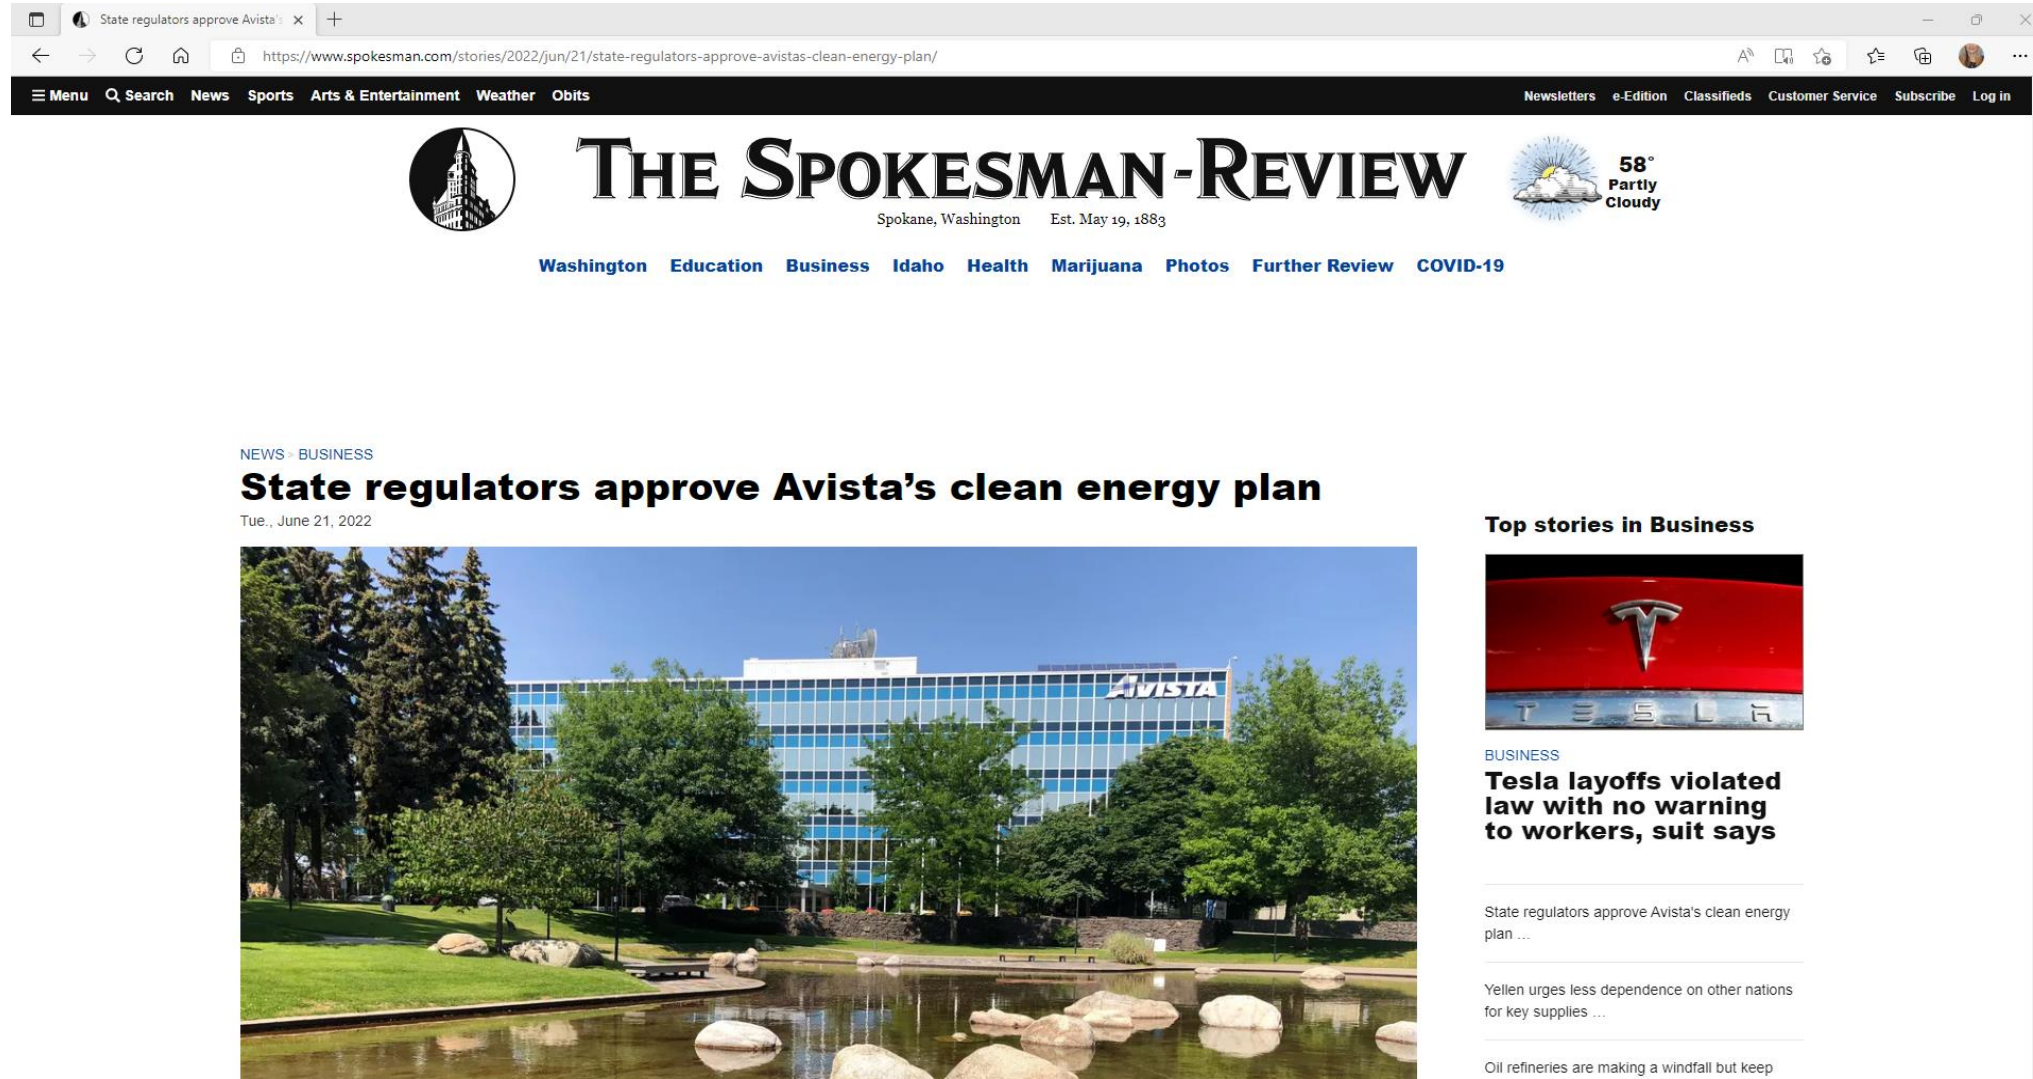 State regulators approve Avista's
https://www.spokesman.com/stories/2022/jun/21/state-regulators-approve-avistas-clean-energy-plan/
Menu Search News Sports Arts & Entertainment Weather Obits
Newsletters e-Edition Classifieds Customer Service Subscribe Log in
THE SPOKESMAN-REVIEW
Spokane, Washington Est. May 19, 1883
58°
Partly
Cloudy
Washington Education Business Idaho Health Marijuana Photos Further Review COVID-19
NEWS > BUSINESS
State regulators approve Avista’s clean energy plan
Tue., June 21, 2022
AVISTA
Top stories in Business
TESLA
BUSINESS
Tesla layoffs violated
law with no warning
to workers, suit says
State regulators approve Avista's clean energy
plan ...
Yellen urges less dependence on other nations
for key supplies ...
Oil refineries are making a windfall but keep